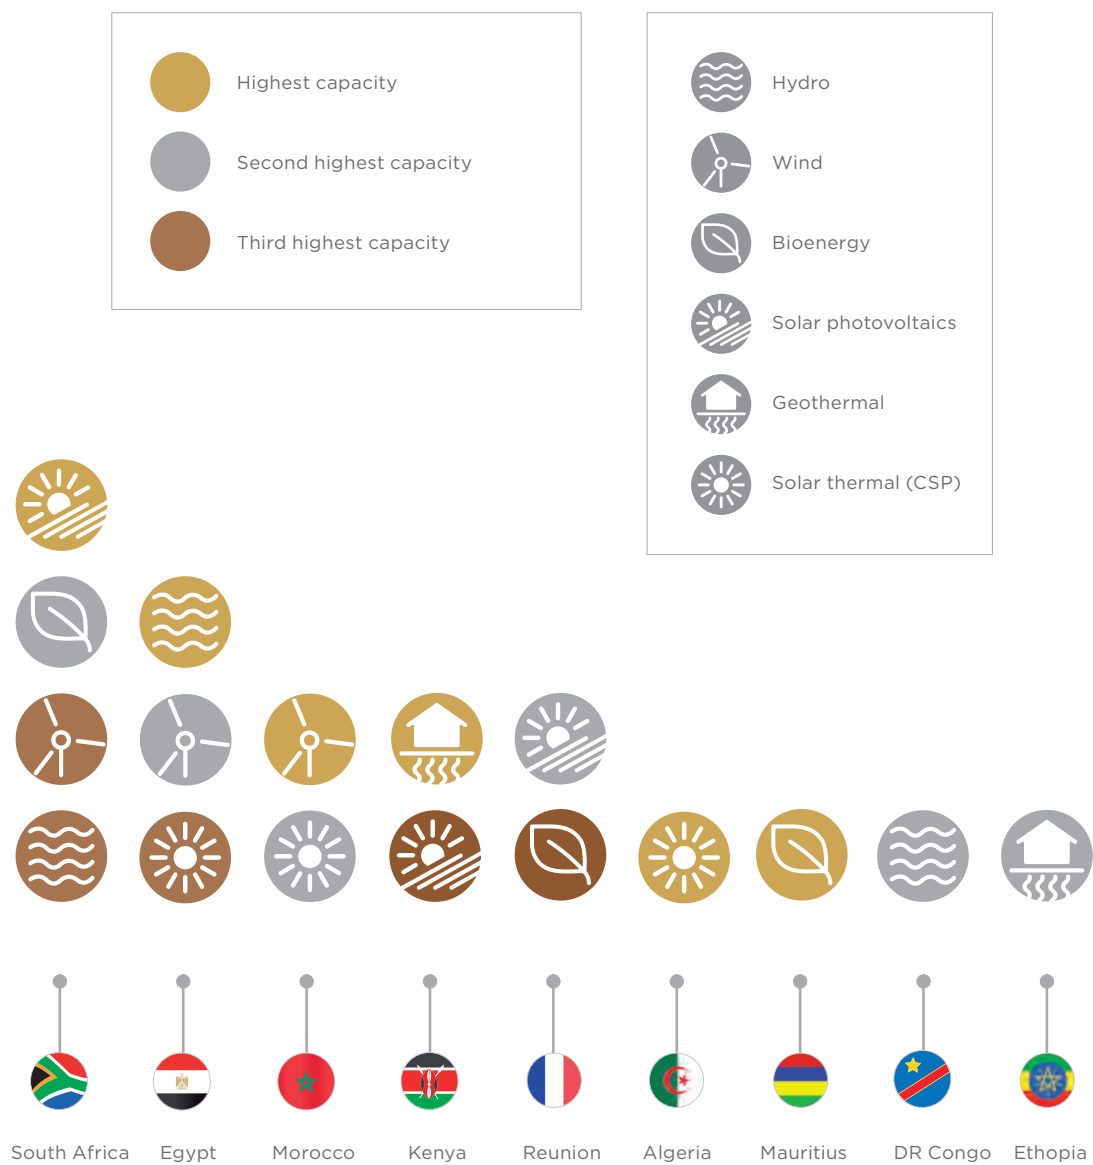 Highest capacity
Second highest capacity
Third highest capacity
Hydro
Wind
Bioenergy
Solar photovoltaics
Geothermal
Solar thermal (CSP)
South Africa
Egypt
Morocco
Kenya
Reunion
Algeria
Mauritius
DR Congo
Ethopia